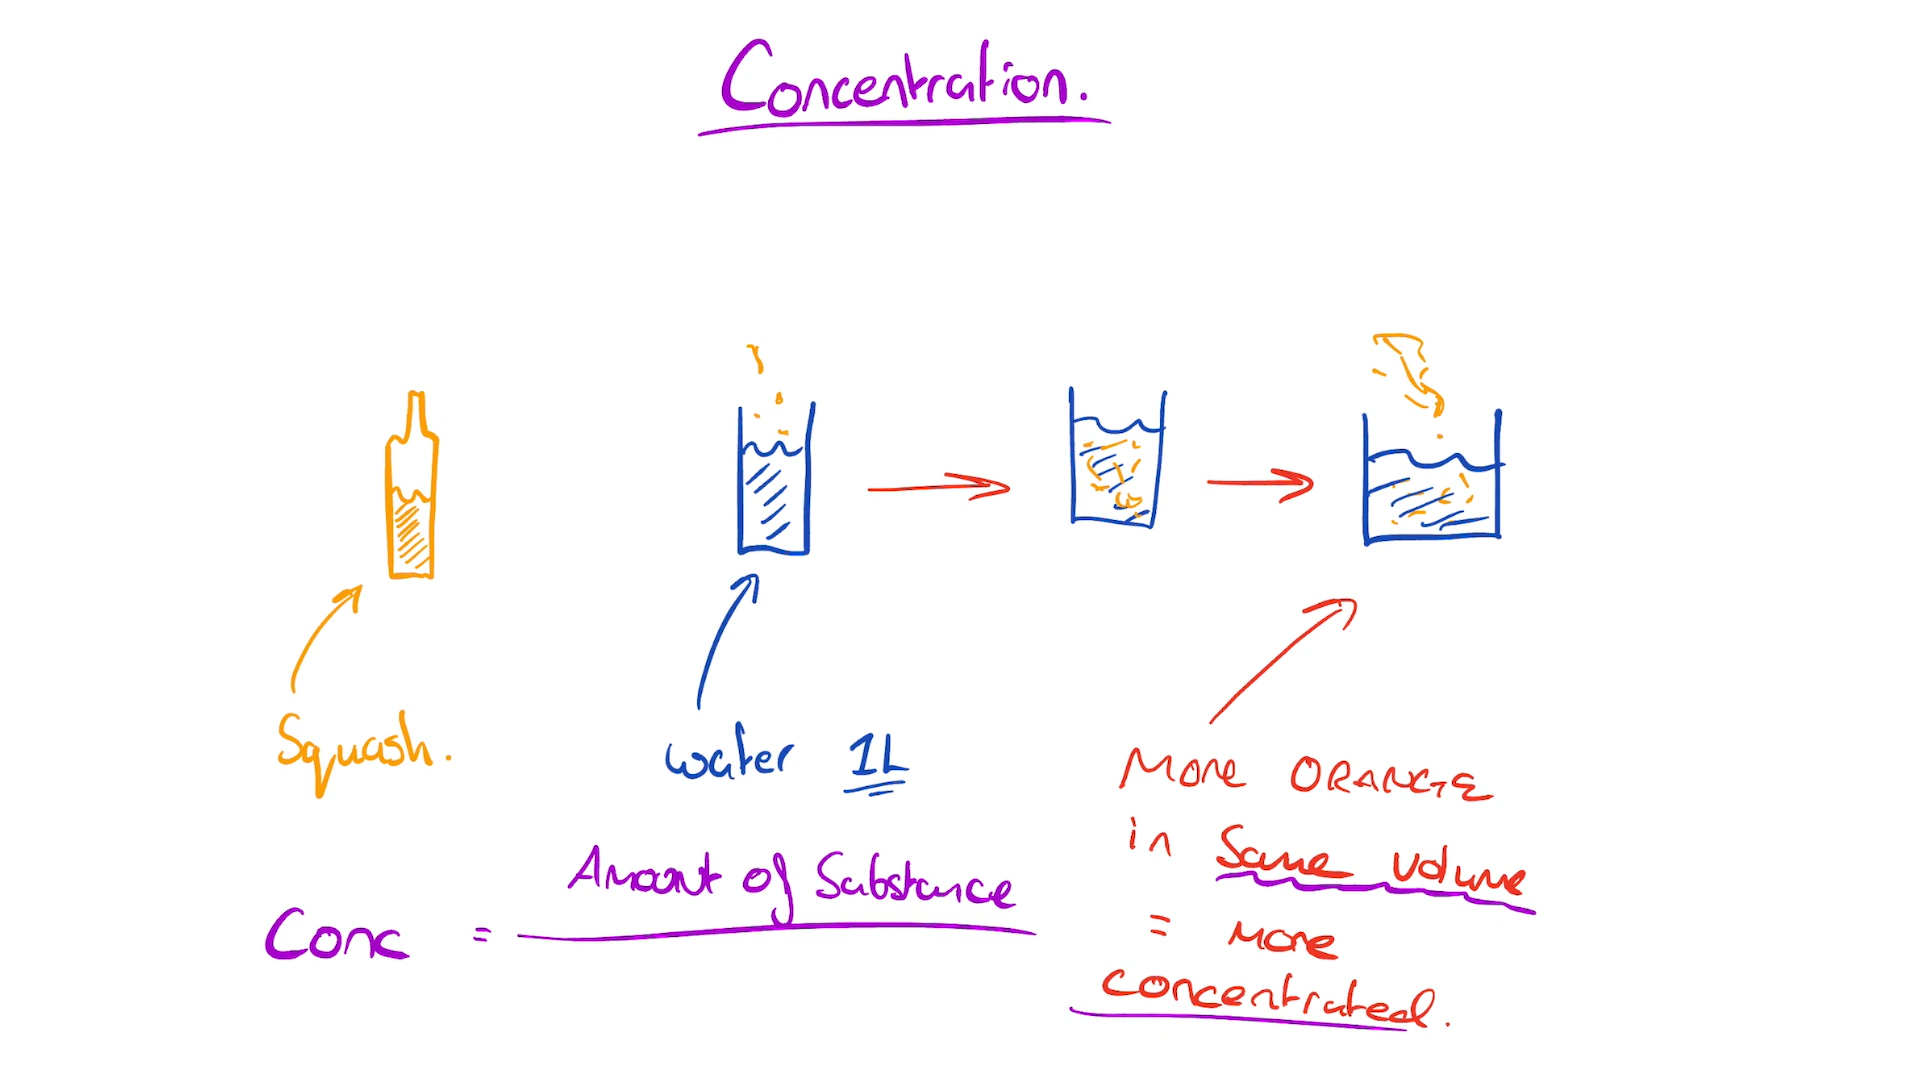 Concentration.
Squash.
water 1L
MORE ORANGE
in Same volume
= MORE
concentrated.
Conc = Amount of Substance